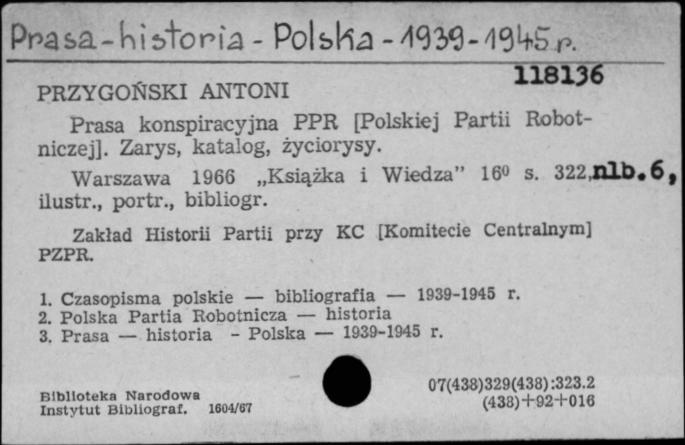 Prasa-historia - Polska - 1939-1945 r.
118136
PRZYGOŃSKI ANTONI
Prasa konspiracyjna PPR [Polskiej Partii Robot-
niczej]. Zarys, katalog, życiorysy.
Warszawa 1966 „Książka i Wiedza” 16⁰ s. 322, nlb. 6,
ilustr., portr., bibliogr.
Zakład Historii Partii przy KC [Komitecie Centralnym]
PZPR.
1. Czasopisma polskie — bibliografia — 1939-1945 r.
2. Polska Partia Robotnicza — historia
3. Prasa — historia - Polska — 1939-1945 r.
07(438)329(438):323.2
(438)+92+016
Biblioteka Narodowa
Instytut Bibliograf. 1604/67